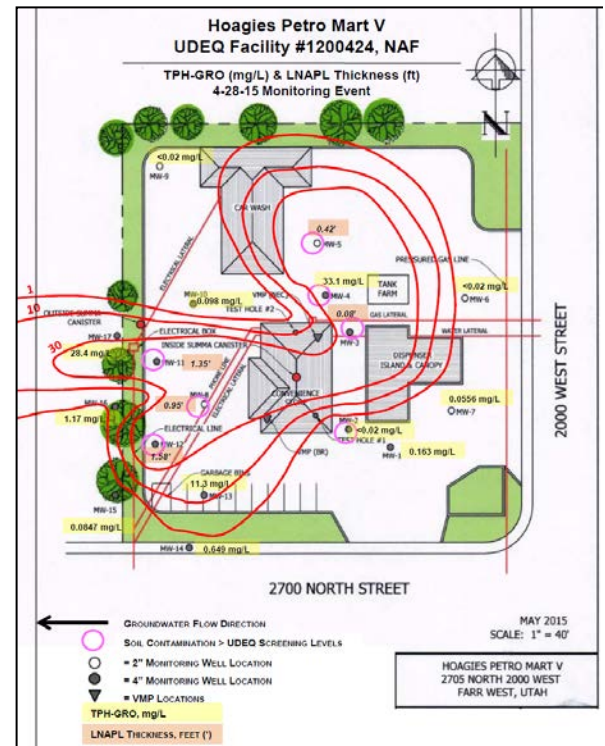 Hoagies Petro Mart V
UDEQ Facility #1200424, NAF
TPH-GRO (mg/L) & LNAPL Thickness (ft)
4-28-15 Monitoring Event
N
<0.02 mg/L
MW-9
CAR WASH
0.42'
MW-5
ELECTRICAL LATERAL
PRESSURED GAS LINE
MW-10
0.098 mg/L
VMP (SEC)
TEST HOLE #2
33.1 mg/L
MW-4
TANK
FARM
<0.02 mg/L
MW-6
1
10
30
OUTSIDE SUMMA
CANISTER
MW-17
ELECTRICAL BOX
INSIDE SUMMA CANISTER
0.08'
MW-3
GAS LATERAL
WATER LATERAL
28.4 mg/L
MW-11
1.35'
PHONE LINE
ELECTRICAL LATERAL
DISPENSER
ISLAND & CANOPY
2000 WEST STREET
MW-16
1.17 mg/L
0.95'
MW-8
CONVENIENCE
0.0556 mg/L
MW-7
ELECTRICAL LINE
MW-12
1.58'
VMP (BR)
MW-2
<0.02 mg/L
TEST HOLE #1
MW-1
0.163 mg/L
GARBAGE BINS
11.3 mg/L
MW-13
MW-15
0.0847 mg/L
MW-14
0.649 mg/L
2700 NORTH STREET
GROUNDWATER FLOW DIRECTION
SOIL CONTAMINATION > UDEQ SCREENING LEVELS
= 2" MONITORING WELL LOCATION
= 4" MONITORING WELL LOCATION
= VMP LOCATIONS
TPH-GRO, mg/L
LNAPL THICKNESS, FEET (')
MAY 2015
SCALE: 1" = 40'
HOAGIES PETRO MART V
2705 NORTH 2000 WEST
FARR WEST, UTAH